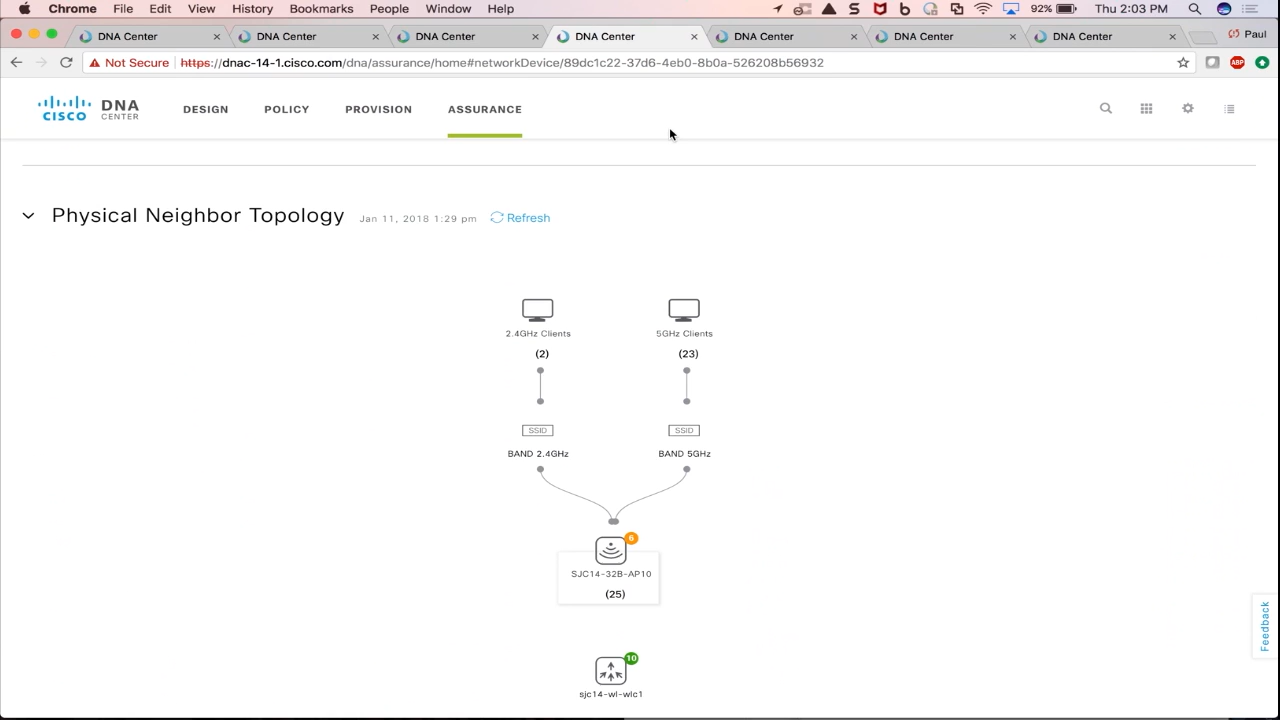 Chrome File Edit View History Bookmarks People Window Help 92% Thu 2:03 PM
DNA Center DNA Center DNA Center DNA Center DNA Center DNA Center DNA Center Paul
Not Secure https://dnac-14-1.cisco.com/dna/assurance/home#networkDevice/89dc1c22-37d6-4eb0-8b0a-526208b56932 ABP
CISCO DNA CENTER DESIGN POLICY PROVISION ASSURANCE
Physical Neighbor Topology Jan 11, 2018 1:29 pm Refresh
2.4GHz Clients 5GHz Clients
(2) (23)
SSID SSID
BAND 2.4GHz BAND 5GHz
6
SJC14-32B-AP10
(25)
Feedback
10
sjc14-wl-wlc1